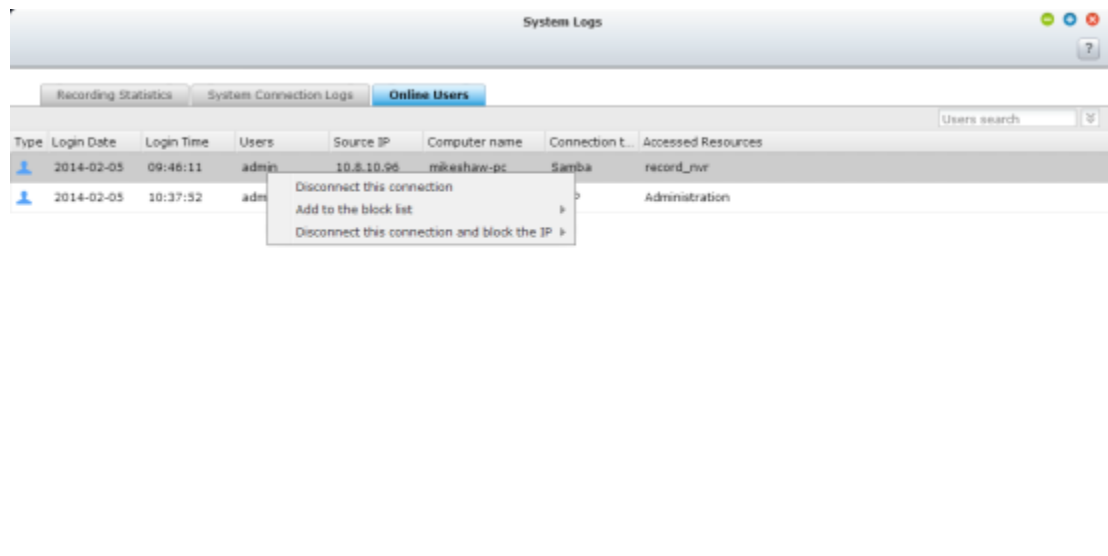 System Logs
?
Recording Statistics System Connection Logs Online Users
Users search
Type Login Date Login Time Users Source IP Computer name Connection t... Accessed Resources
2014-02-05 09:46:11 admin 10.8.10.96 mikeshaw-pc Samba record_nvr
2014-02-05 10:37:52 adm P Administration
Disconnect this connection
Add to the block list
Disconnect this connection and block the IP